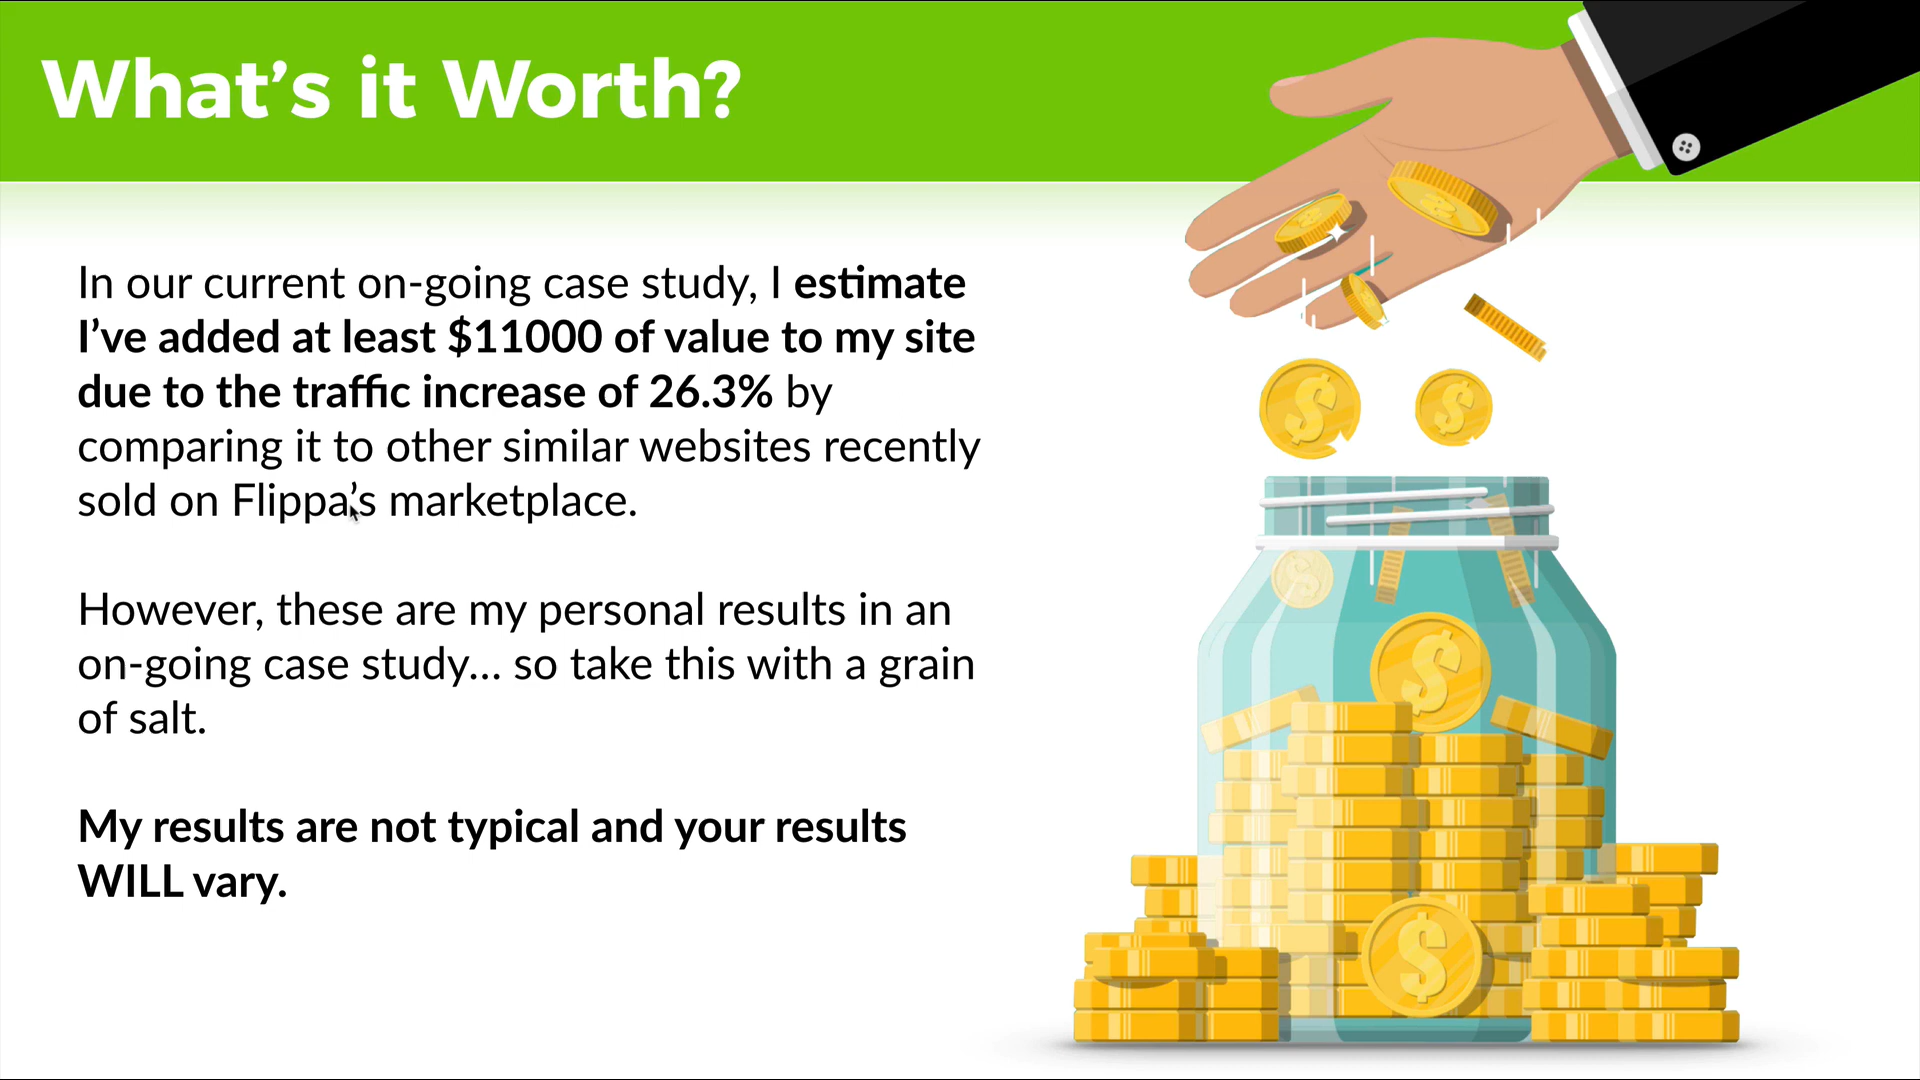 What’s it Worth?
In our current on-going case study, I estimate
I’ve added at least $11000 of value to my site
due to the traffic increase of 26.3% by
comparing it to other similar websites recently
sold on Flippa’s marketplace.
However, these are my personal results in an
on-going case study... so take this with a grain
of salt.
My results are not typical and your results
WILL vary.